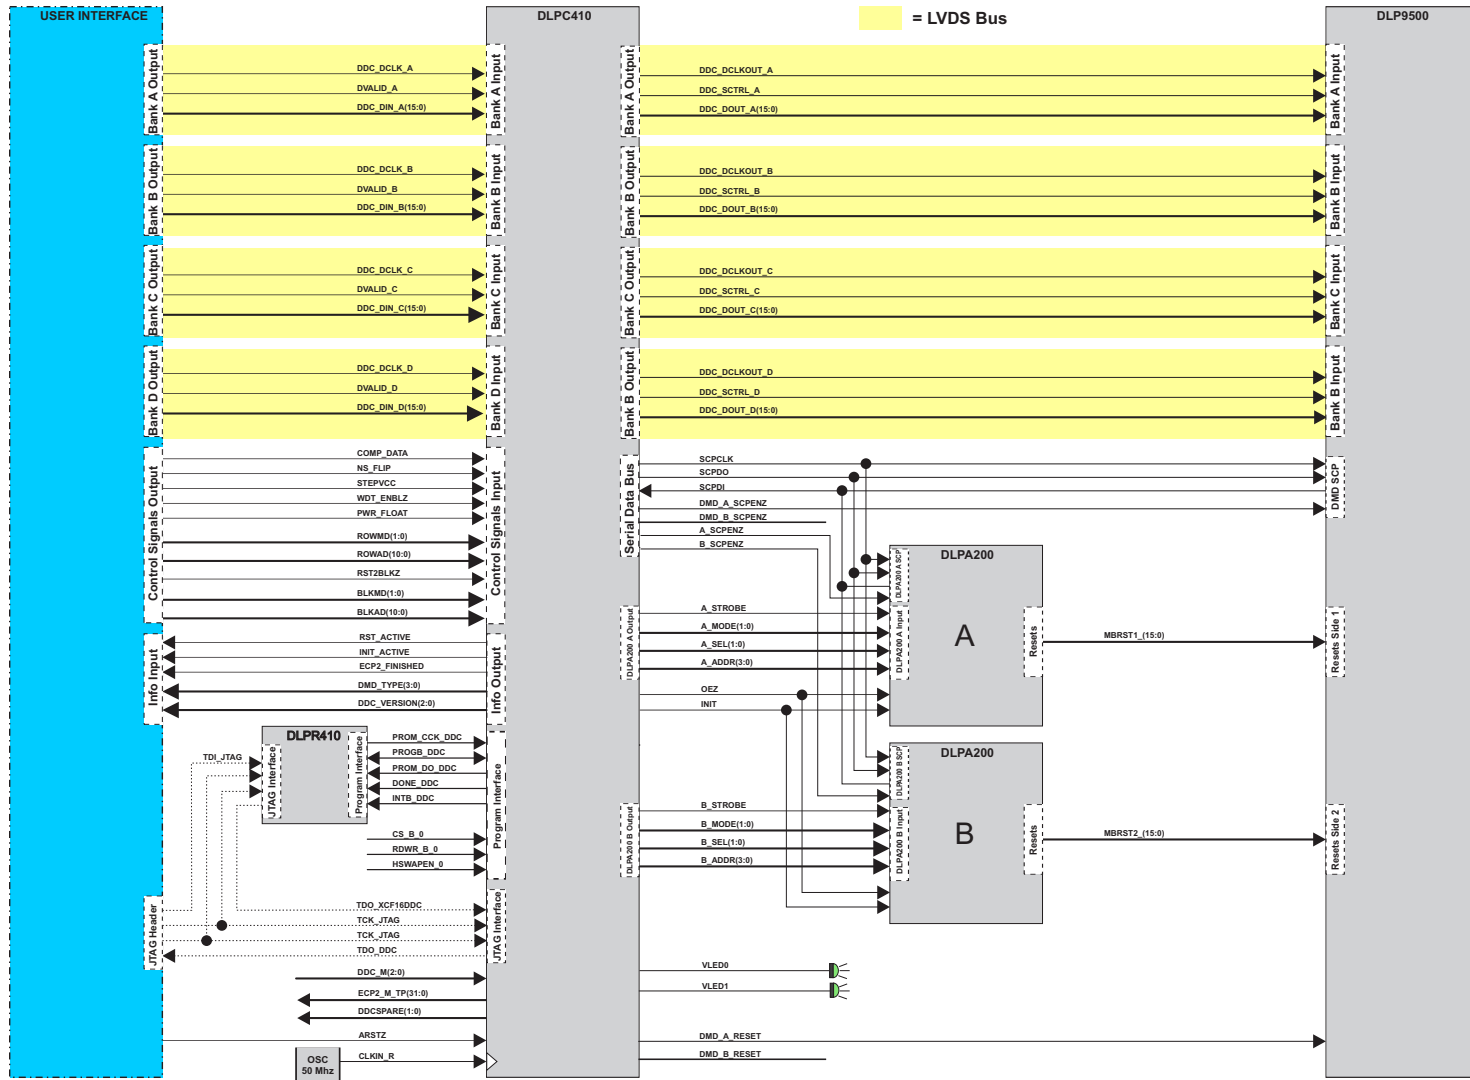 USER INTERFACE
DLPC410
= LVDS Bus
DLP9500
Bank A Output
DDC_DCLK_A
DVALID_A
DDC_DIN_A(15:0)
Bank A Input
Bank A Output
DDC_DCLKOUT_A
DDC_SCTRL_A
DDC_DOUT_A(15:0)
Bank A Input
Bank B Output
DDC_DCLK_B
DVALID_B
DDC_DIN_B(15:0)
Bank B Input
Bank B Output
DDC_DCLKOUT_B
DDC_SCTRL_B
DDC_DOUT_B(15:0)
Bank B Input
Bank C Output
DDC_DCLK_C
DVALID_C
DDC_DIN_C(15:0)
Bank C Input
Bank C Output
DDC_DCLKOUT_C
DDC_SCTRL_C
DDC_DOUT_C(15:0)
Bank C Input
Bank D Output
DDC_DCLK_D
DVALID_D
DDC_DIN_D(15:0)
Bank D Input
Bank B Output
DDC_DCLKOUT_D
DDC_SCTRL_D
DDC_DOUT_D(15:0)
Bank B Input
Control Signals Output
COMP_DATA
NS_FLIP
STEPVCC
WDT_ENBLZ
PWR_FLOAT
ROWMD(1:0)
ROWAD(10:0)
RST2BLKZ
BLKMD(1:0)
BLKAD(10:0)
Control Signals Input
Serial Data Bus
SCPCLK
SCPDO
SCPDI
DMD_A_SCPENZ
DMD_B_SCPENZ
A_SCPENZ
B_SCPENZ
DMD SCP
DLPA200
DLPA200 A SCP
DLPA200 A Output
A_STROBE
A_MODE(1:0)
A_SEL(1:0)
A_ADDR(3:0)
DLPA200 A Input
A
Resets
MBRST1_(15:0)
Resets Side 1
OEZ
INIT
Info Input
RST_ACTIVE
INIT_ACTIVE
ECP2_FINISHED
DMD_TYPE(3:0)
DDC_VERSION(2:0)
Info Output
DLPR410
TDI_JTAG
JTAG Interface
Program Interface
PROM_CCK_DDC
PROGB_DDC
PROM_DO_DDC
DONE_DDC
INTB_DDC
CS_B_0
RDWR_B_0
HSWAPEN_0
Program Interface
DLPA200
DLPA200 B SCP
DLPA200 B Output
B_STROBE
B_MODE(1:0)
B_SEL(1:0)
B_ADDR(3:0)
DLPA200 B Input
B
Resets
MBRST2_(15:0)
Resets Side 2
JTAG Header
TDO_XCF16DDC
TCK_JTAG
TCK_JTAG
TDO_DDC
JTAG Interface
DDC_M(2:0)
ECP2_M_TP(31:0)
DDCSPARE(1:0)
ARSTZ
OSC
50 Mhz
CLKIN_R
VLED0
VLED1
DMD_A_RESET
DMD_B_RESET